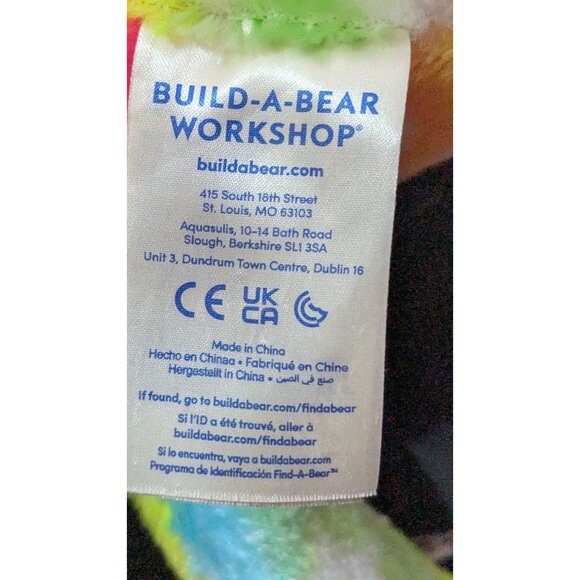 BUILD-A-BEAR
WORKSHOP®
buildabear.com
415 South 18th Street
St. Louis, MO 63103
Aquasulis, 10-14 Bath Road
Slough, Berkshire SL1 3SA
Unit 3, Dundrum Town Centre, Dublin 16
CE UK CA
Made in China
Hecho en Chinaa • Fabriqué en Chine
Hergestellt in China • صنع في الصين
If found, go to buildabear.com/findabear
Si l'ID a été trouvé, aller à
buildabear.com/findabear
Si lo encuentra, vaya a buildabear.com
Programa de Identificación Find-A-Bear™